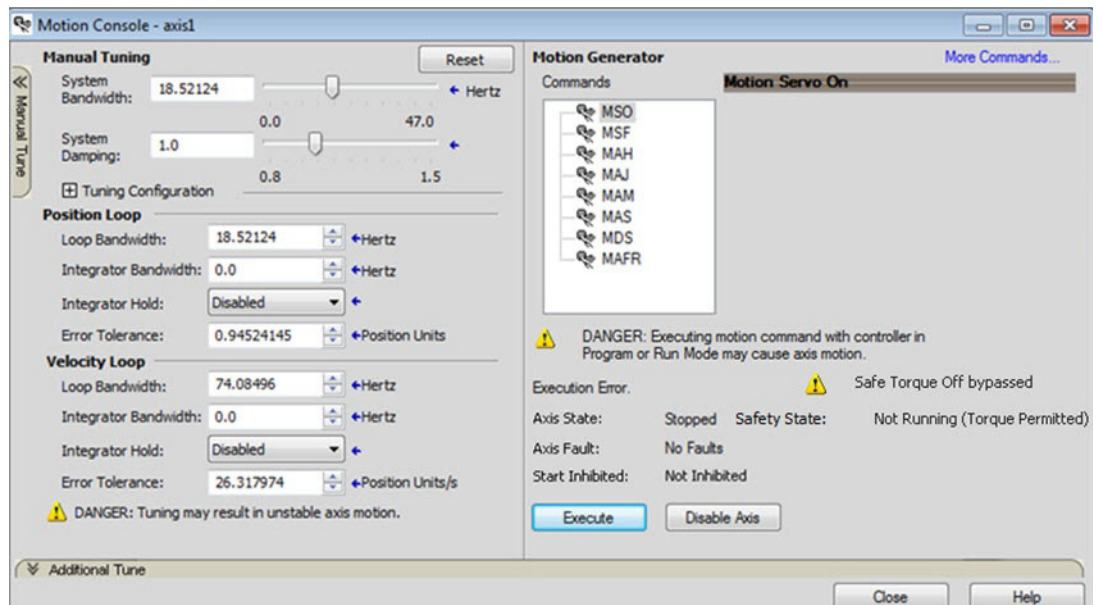 Motion Console - axis1
Manual Tune
Manual Tuning
Reset
System Bandwidth: 18.52124 Hertz
0.0 47.0
System Damping: 1.0
0.8 1.5
Tuning Configuration
Position Loop
Loop Bandwidth: 18.52124 Hertz
Integrator Bandwidth: 0.0 Hertz
Integrator Hold: Disabled
Error Tolerance: 0.94524145 Position Units
Velocity Loop
Loop Bandwidth: 74.08496 Hertz
Integrator Bandwidth: 0.0 Hertz
Integrator Hold: Disabled
Error Tolerance: 26.317974 Position Units/s
DANGER: Tuning may result in unstable axis motion.
Motion Generator
More Commands...
Commands
Motion Servo On
MSO
MSF
MAH
MAJ
MAM
MAS
MDS
MAFR
DANGER: Executing motion command with controller in
Program or Run Mode may cause axis motion.
Execution Error. Safe Torque Off bypassed
Axis State: Stopped Safety State: Not Running (Torque Permitted)
Axis Fault: No Faults
Start Inhibited: Not Inhibited
Execute Disable Axis
Additional Tune
Close Help